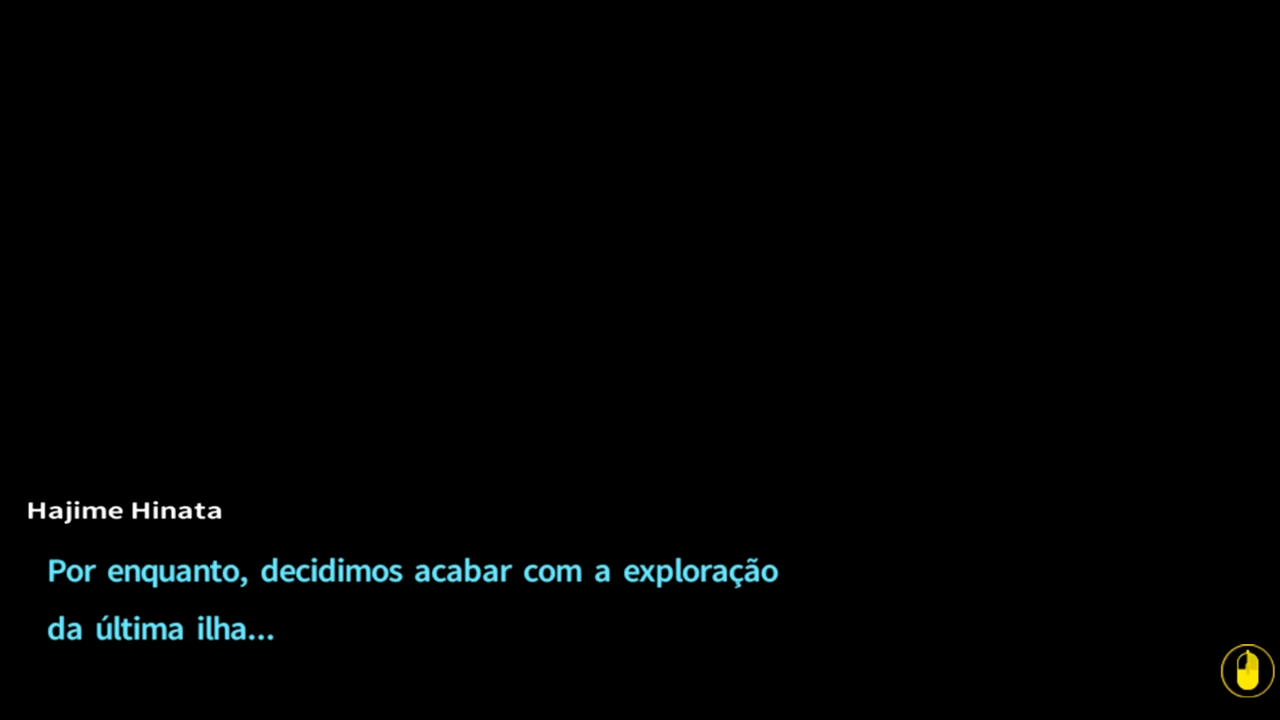 Hajime Hinata
Por enquanto, decidimos acabar com a exploração
da última ilha...